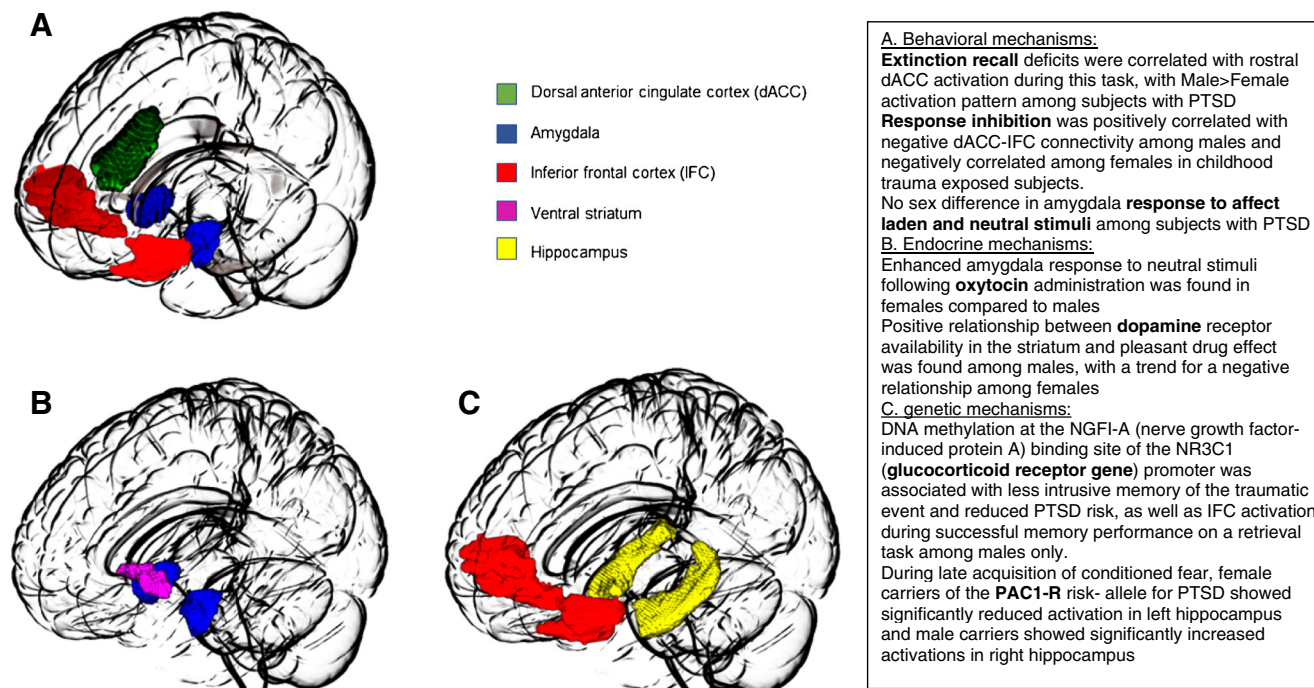 A
Dorsal anterior cingulate cortex (dACC)
Amygdala
Inferior frontal cortex (IFC)
Ventral striatum
Hippocampus
B
C
A. Behavioral mechanisms:
Extinction recall deficits were correlated with rostral
dACC activation during this task, with Male>Female
activation pattern among subjects with PTSD
Response inhibition was positively correlated with
negative dACC-IFC connectivity among males and
negatively correlated among females in childhood
trauma exposed subjects.
No sex difference in amygdala response to affect
laden and neutral stimuli among subjects with PTSD
B. Endocrine mechanisms:
Enhanced amygdala response to neutral stimuli
following oxytocin administration was found in
females compared to males
Positive relationship between dopamine receptor
availability in the striatum and pleasant drug effect
was found among males, with a trend for a negative
relationship among females
C. genetic mechanisms:
DNA methylation at the NGFI-A (nerve growth factor-
induced protein A) binding site of the NR3C1
(glucocorticoid receptor gene) promoter was
associated with less intrusive memory of the traumatic
event and reduced PTSD risk, as well as IFC activation
during successful memory performance on a retrieval
task among males only.
During late acquisition of conditioned fear, female
carriers of the PAC1-R risk- allele for PTSD showed
significantly reduced activation in left hippocampus
and male carriers showed significantly increased
activations in right hippocampus